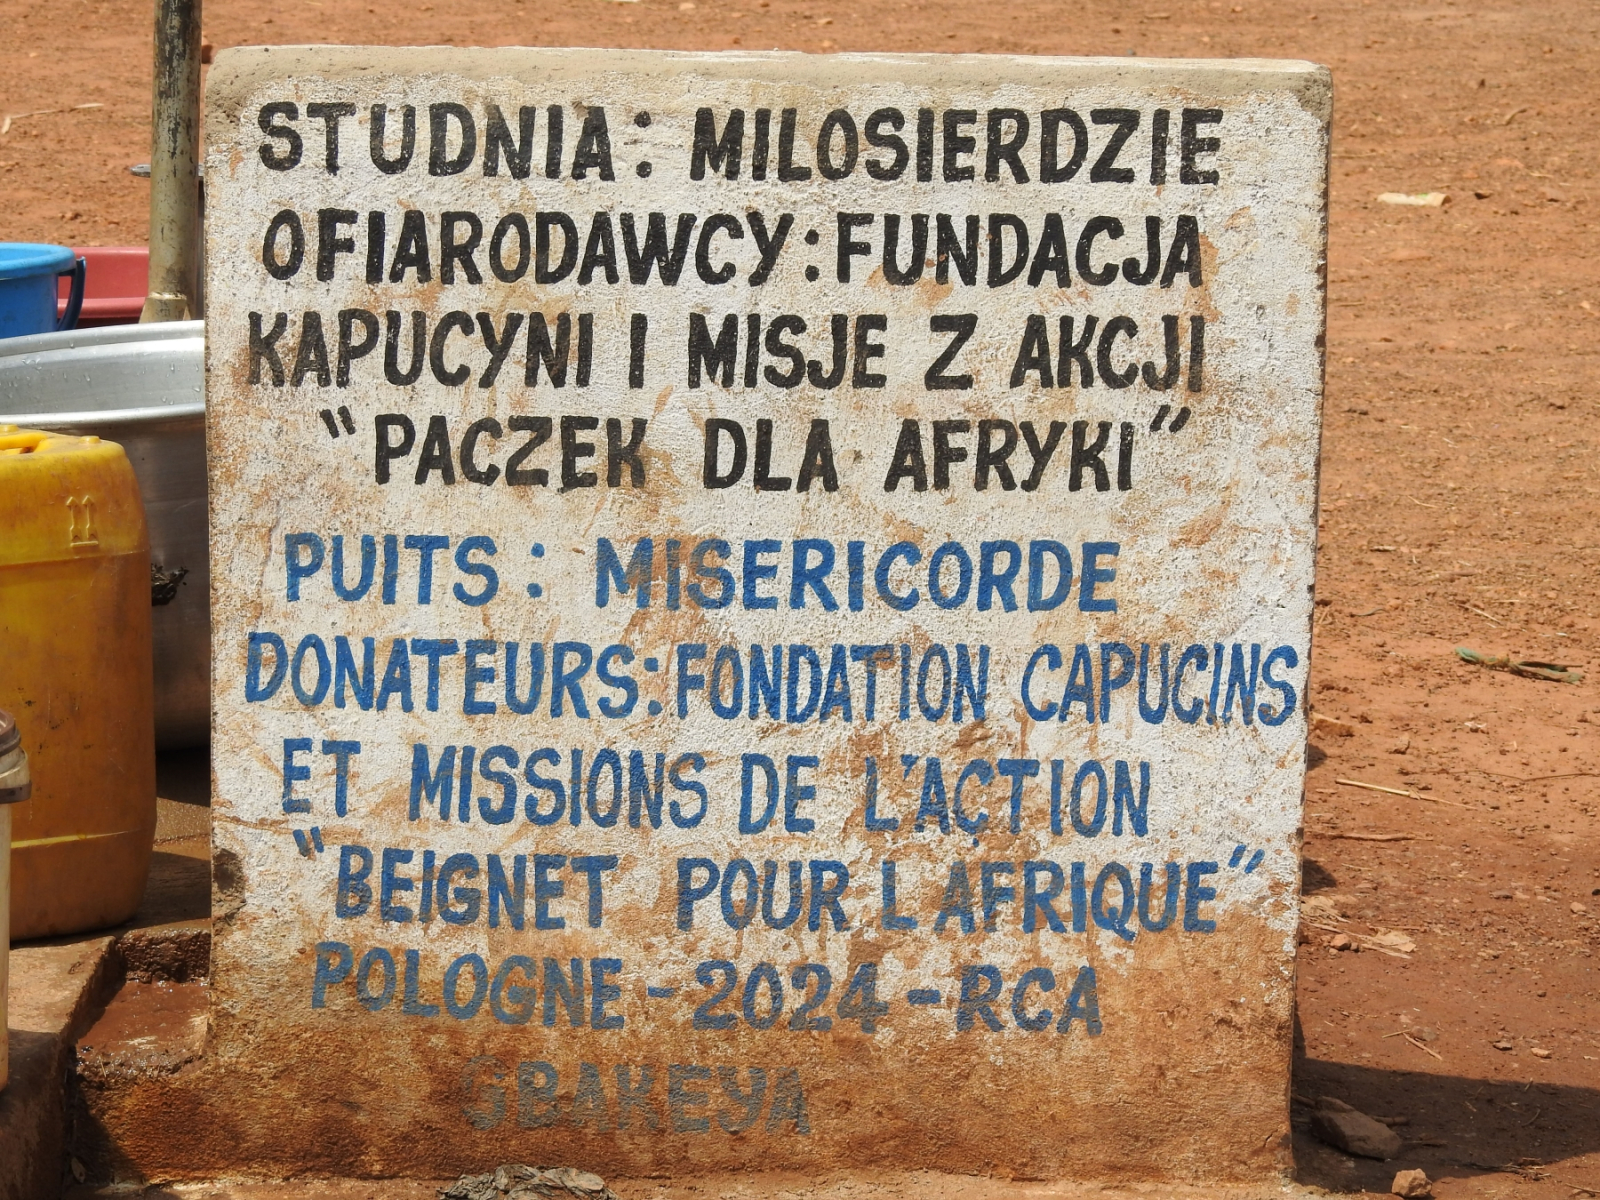 STUDNIA: MILOSIERDZIE
OFIARODAWCY: FUNDACJA
KAPUCYNI I MISJE Z AKCJI
"PACZEK DLA AFRYKI"
PUITS: MISERICORDE
DONATEURS: FONDATION CAPUCINS
ET MISSIONS DE L'ACTION
"BEIGNET POUR L AFRIQUE"
POLOGNE - 2024 - RCA
GBAKEYA